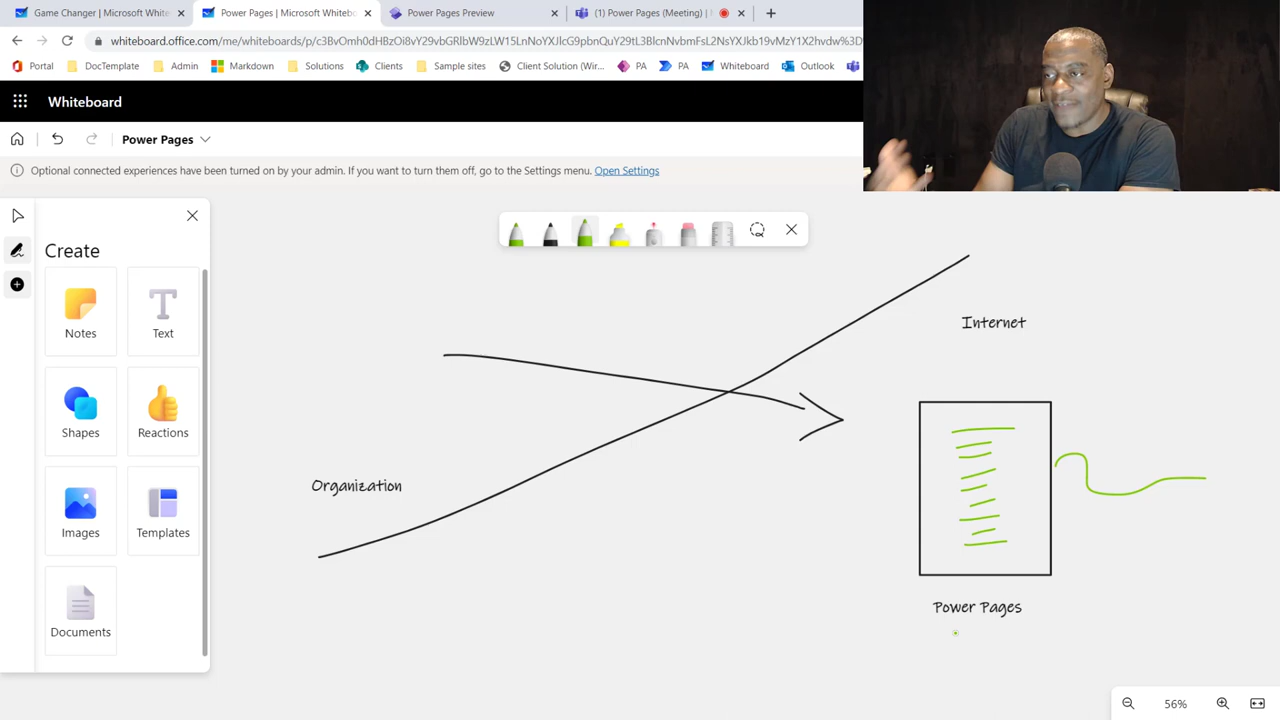 Game Changer | Microsoft White
Power Pages | Microsoft Whitebo
Power Pages Preview
(1) Power Pages (Meeting) |
whiteboard.office.com/me/whiteboards/p/
Portal
DocTemplate
Admin
Markdown
Solutions
Clients
Sample sites
Client Solution (Wir...
PA
PA
Whiteboard
Outlook
Whiteboard
Power Pages
Optional connected experiences have been turned on by your admin. If you want to turn them off, go to the Settings menu. Open Settings
Create
Notes
Text
Shapes
Reactions
Images
Templates
Documents
Internet
Organization
Power Pages
56%